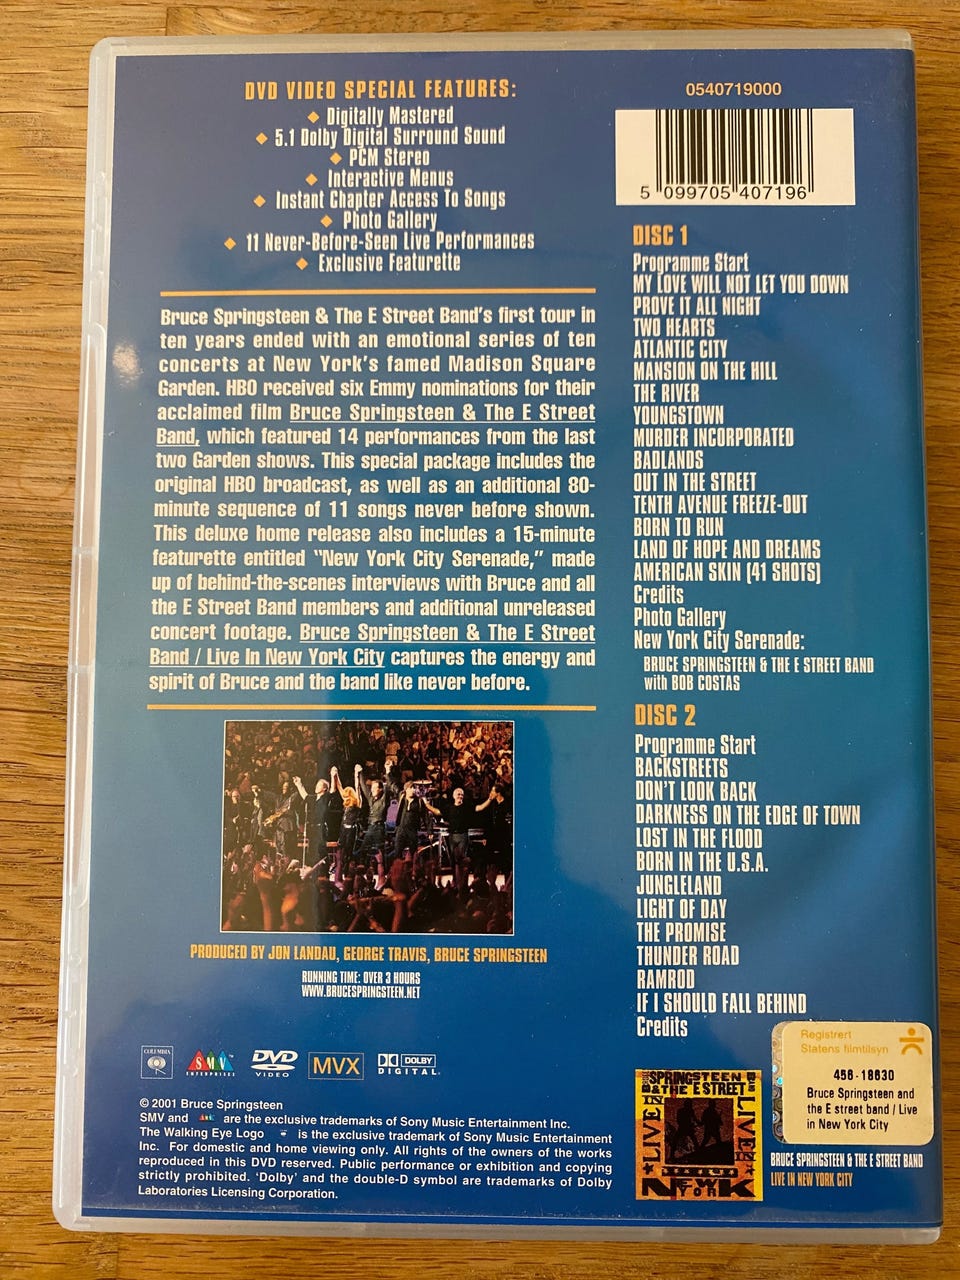 DVD VIDEO SPECIAL FEATURES:
◆ Digitally Mastered
◆ 5.1 Dolby Digital Surround Sound
◆ PCM Stereo
◆ Interactive Menus
◆ Instant Chapter Access To Songs
◆ Photo Gallery
◆ 11 Never-Before-Seen Live Performances
◆ Exclusive Featurette
Bruce Springsteen & The E Street Band's first tour in
ten years ended with an emotional series of ten
concerts at New York's famed Madison Square
Garden. HBO received six Emmy nominations for their
acclaimed film Bruce Springsteen & The E Street
Band, which featured 14 performances from the last
two Garden shows. This special package includes the
original HBO broadcast, as well as an additional 80-
minute sequence of 11 songs never before shown.
This deluxe home release also includes a 15-minute
featurette entitled "New York City Serenade," made
up of behind-the-scenes interviews with Bruce and all
the E Street Band members and additional unreleased
concert footage. Bruce Springsteen & The E Street
Band / Live In New York City captures the energy and
spirit of Bruce and the band like never before.
PRODUCED BY JON LANDAU, GEORGE TRAVIS, BRUCE SPRINGSTEEN
RUNNING TIME: OVER 3 HOURS
WWW.BRUCESPRINGSTEEN.NET
COLUMBIA
SMV
ENTERPRISES
DVD
VIDEO
MVX
DOLBY
DIGITAL
© 2001 Bruce Springsteen
SMV and SMV are the exclusive trademarks of Sony Music Entertainment Inc.
The Walking Eye Logo is the exclusive trademark of Sony Music Entertainment
Inc. For domestic and home viewing only. All rights of the owners of the works
reproduced in this DVD reserved. Public performance or exhibition and copying
strictly prohibited. 'Dolby' and the double-D symbol are trademarks of Dolby
Laboratories Licensing Corporation.
0540719000
5 099705 407196
DISC 1
Programme Start
MY LOVE WILL NOT LET YOU DOWN
PROVE IT ALL NIGHT
TWO HEARTS
ATLANTIC CITY
MANSION ON THE HILL
THE RIVER
YOUNGSTOWN
MURDER INCORPORATED
BADLANDS
OUT IN THE STREET
TENTH AVENUE FREEZE-OUT
BORN TO RUN
LAND OF HOPE AND DREAMS
AMERICAN SKIN (41 SHOTS)
Credits
Photo Gallery
New York City Serenade:
BRUCE SPRINGSTEEN & THE E STREET BAND
with BOB COSTAS
DISC 2
Programme Start
BACKSTREETS
DON'T LOOK BACK
DARKNESS ON THE EDGE OF TOWN
LOST IN THE FLOOD
BORN IN THE U.S.A.
JUNGLELAND
LIGHT OF DAY
THE PROMISE
THUNDER ROAD
RAMROD
IF I SHOULD FALL BEHIND
Credits
Registrert
Statens filmtilsyn
456-18630
Bruce Springsteen and
the E street band / Live
in New York City
SPRINGSTEEN
& THE E STREET
LIVE IN
LIVE IN
NEW YORK
BRUCE SPRINGSTEEN & THE E STREET BAND
LIVE IN NEW YORK CITY